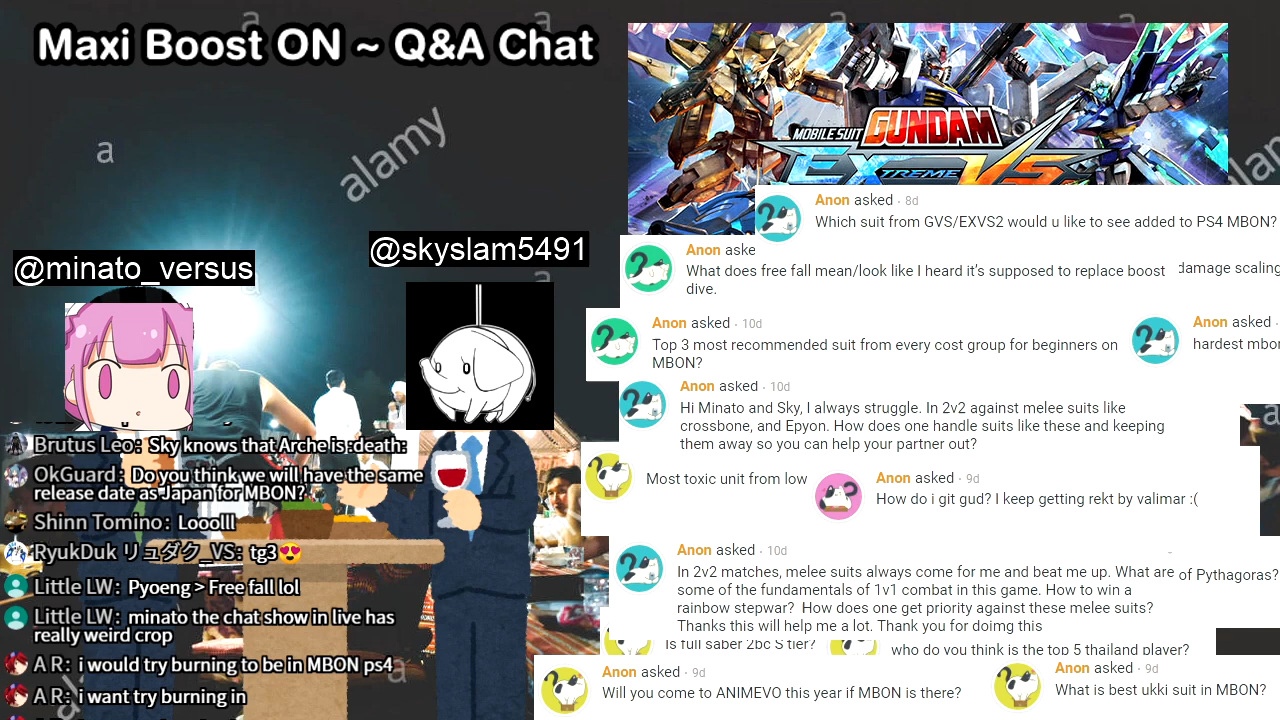 Maxi Boost ON ~ Q&A Chat
a
a
a
a
a
alamy
alamy
@minato_versus
@skyslam5491
a
a
Brutus Leo: Sky knows that Arche is :death:
OkGuard: Do you think we will have the same
release date as Japan for MBON?
Shinn Tomino: Looolll
RyukDuk リュダク_VS: tg3😍
Little LW: Pyoeng > Free fall lol
Little LW: minato the chat show in live has
really weird crop
A R: i would try burning to be in MBON ps4
A R: i want try burning in
a
MOBILE SUIT GUNDAM
EXTREME VS
Anon asked · 8d
Which suit from GVS/EXVS2 would u like to see added to PS4 MBON?
Anon aske
What does free fall mean/look like I heard it's supposed to replace boost
dive.
damage scaling
Anon asked · 10d
Top 3 most recommended suit from every cost group for beginners on
MBON?
Anon asked ·
hardest mbon
Anon asked · 10d
Hi Minato and Sky, I always struggle. In 2v2 against melee suits like
crossbone, and Epyon. How does one handle suits like these and keeping
them away so you can help your partner out?
a
Most toxic unit from low
Anon asked · 9d
How do i git gud? I keep getting rekt by valimar :(
Anon asked · 10d
In 2v2 matches, melee suits always come for me and beat me up. What are
some of the fundamentals of 1v1 combat in this game. How to win a
rainbow stepwar? How does one get priority against these melee suits?
Thanks this will help me a lot. Thank you for doimg this
of Pythagoras?
Is full saber 2bc S tier?
who do you think is the top 5 thailand player?
Anon asked · 9d
Will you come to ANIMEVO this year if MBON is there?
Anon asked · 9d
What is best ukki suit in MBON?